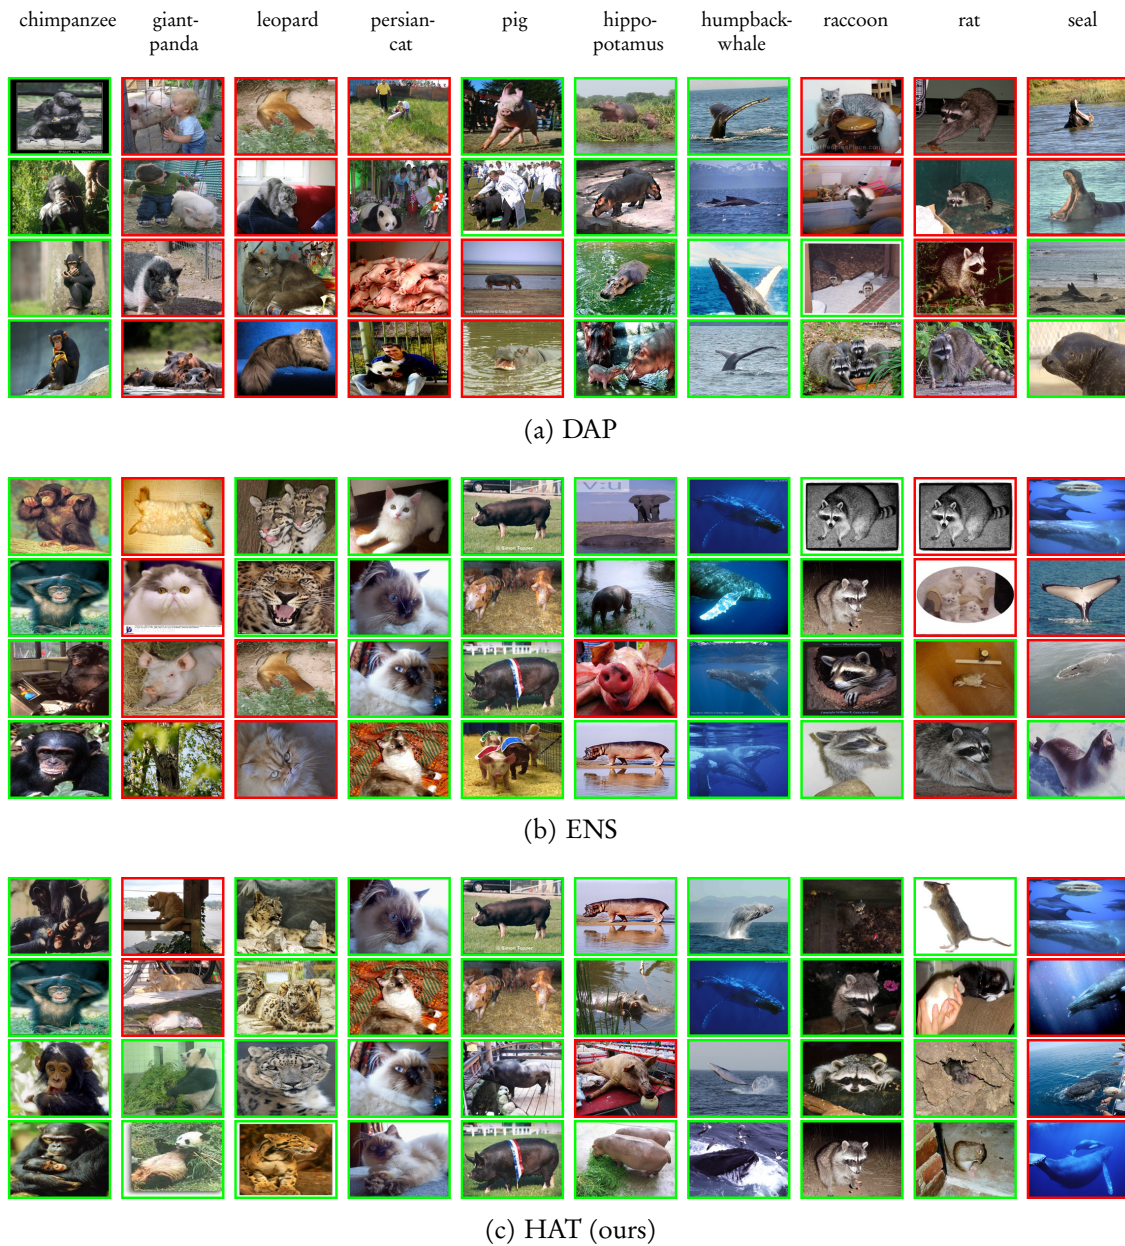 chimpanzee giant- leopard persian- pig hippo- humpback- raccoon rat seal
panda cat potamus whale
(a) DAP
v::u
(b) ENS
(c) HAT (ours)